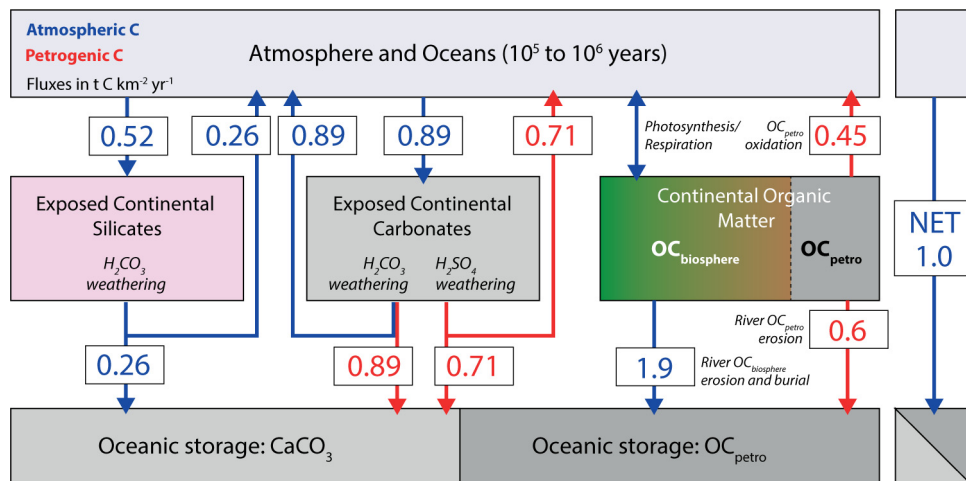 Atmospheric C
Petrogenic C
Fluxes in t C km⁻² yr⁻¹
Atmosphere and Oceans (10⁵ to 10⁶ years)
0.52
0.26
0.89
0.89
0.71
Photosynthesis/
Respiration
OCpetro
oxidation
0.45
Exposed Continental
Silicates
H₂CO₃
weathering
Exposed Continental
Carbonates
H₂CO₃
weathering
H₂SO₄
weathering
Continental Organic
Matter
OCbiosphere
OCpetro
NET
1.0
0.26
0.89
0.71
1.9
River OCbiosphere
erosion and burial
River OCpetro
erosion
0.6
Oceanic storage: CaCO₃
Oceanic storage: OCpetro